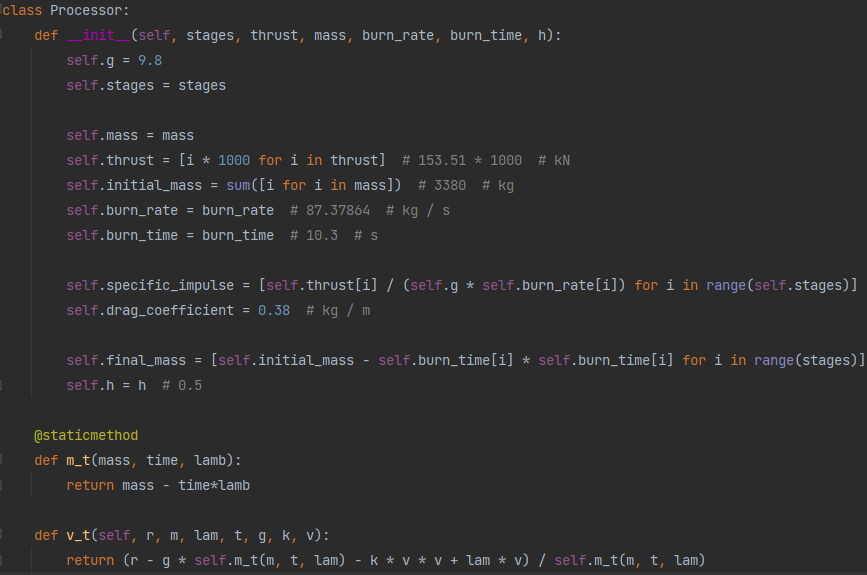 class Processor:
    def __init__(self, stages, thrust, mass, burn_rate, burn_time, h):
        self.g = 9.8
        self.stages = stages

        self.mass = mass
        self.thrust = [i * 1000 for i in thrust]  # 153.51 * 1000  # kN
        self.initial_mass = sum([i for i in mass])  # 3380  # kg
        self.burn_rate = burn_rate  # 87.37864  # kg / s
        self.burn_time = burn_time  # 10.3  # s

        self.specific_impulse = [self.thrust[i] / (self.g * self.burn_rate[i]) for i in range(self.stages)]
        self.drag_coefficient = 0.38  # kg / m

        self.final_mass = [self.initial_mass - self.burn_time[i] * self.burn_time[i] for i in range(stages)]
        self.h = h  # 0.5

    @staticmethod
    def m_t(mass, time, lamb):
        return mass - time*lamb

    def v_t(self, r, m, lam, t, g, k, v):
        return (r - g * self.m_t(m, t, lam) - k * v * v + lam * v) / self.m_t(m, t, lam)